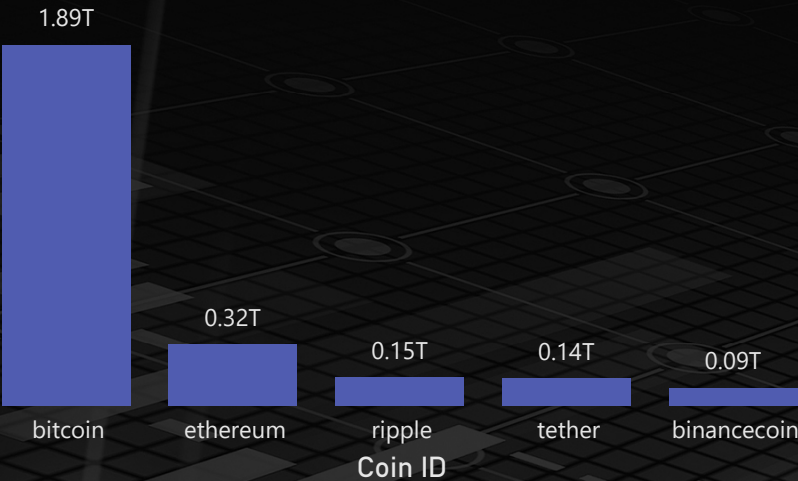 1.89T
0.32T
0.15T
0.14T
0.09T
bitcoin
ethereum
ripple
tether
binancecoin
Coin ID